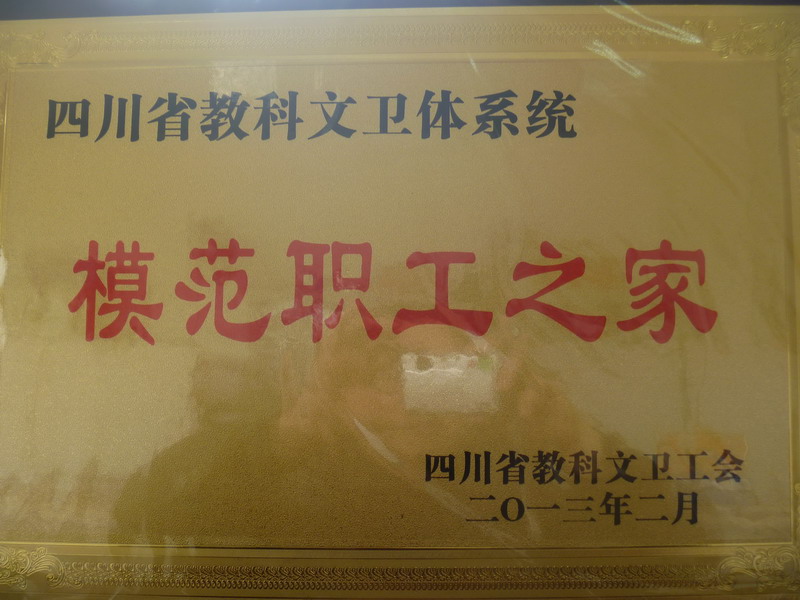 四川省教科文卫体系统
模范职工之家
四川省教科文卫工会
二〇一三年二月